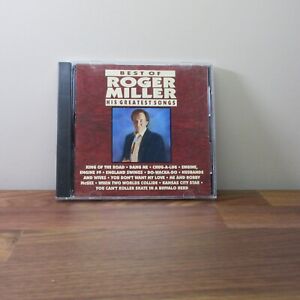 BEST OF
ROGER
MILLER
HIS GREATEST SONGS
KING OF THE ROAD • DANG ME • CHUG-A-LUG • ENGINE,
ENGINE #9 • ENGLAND SWINGS • DO-WACKA-DO • HUSBANDS
AND WIVES • YOU DON'T WANT MY LOVE • ME AND BOBBY
McGEE • WHEN TWO WORLDS COLLIDE • KANSAS CITY STAR •
YOU CAN'T ROLLER SKATE IN A BUFFALO HERD